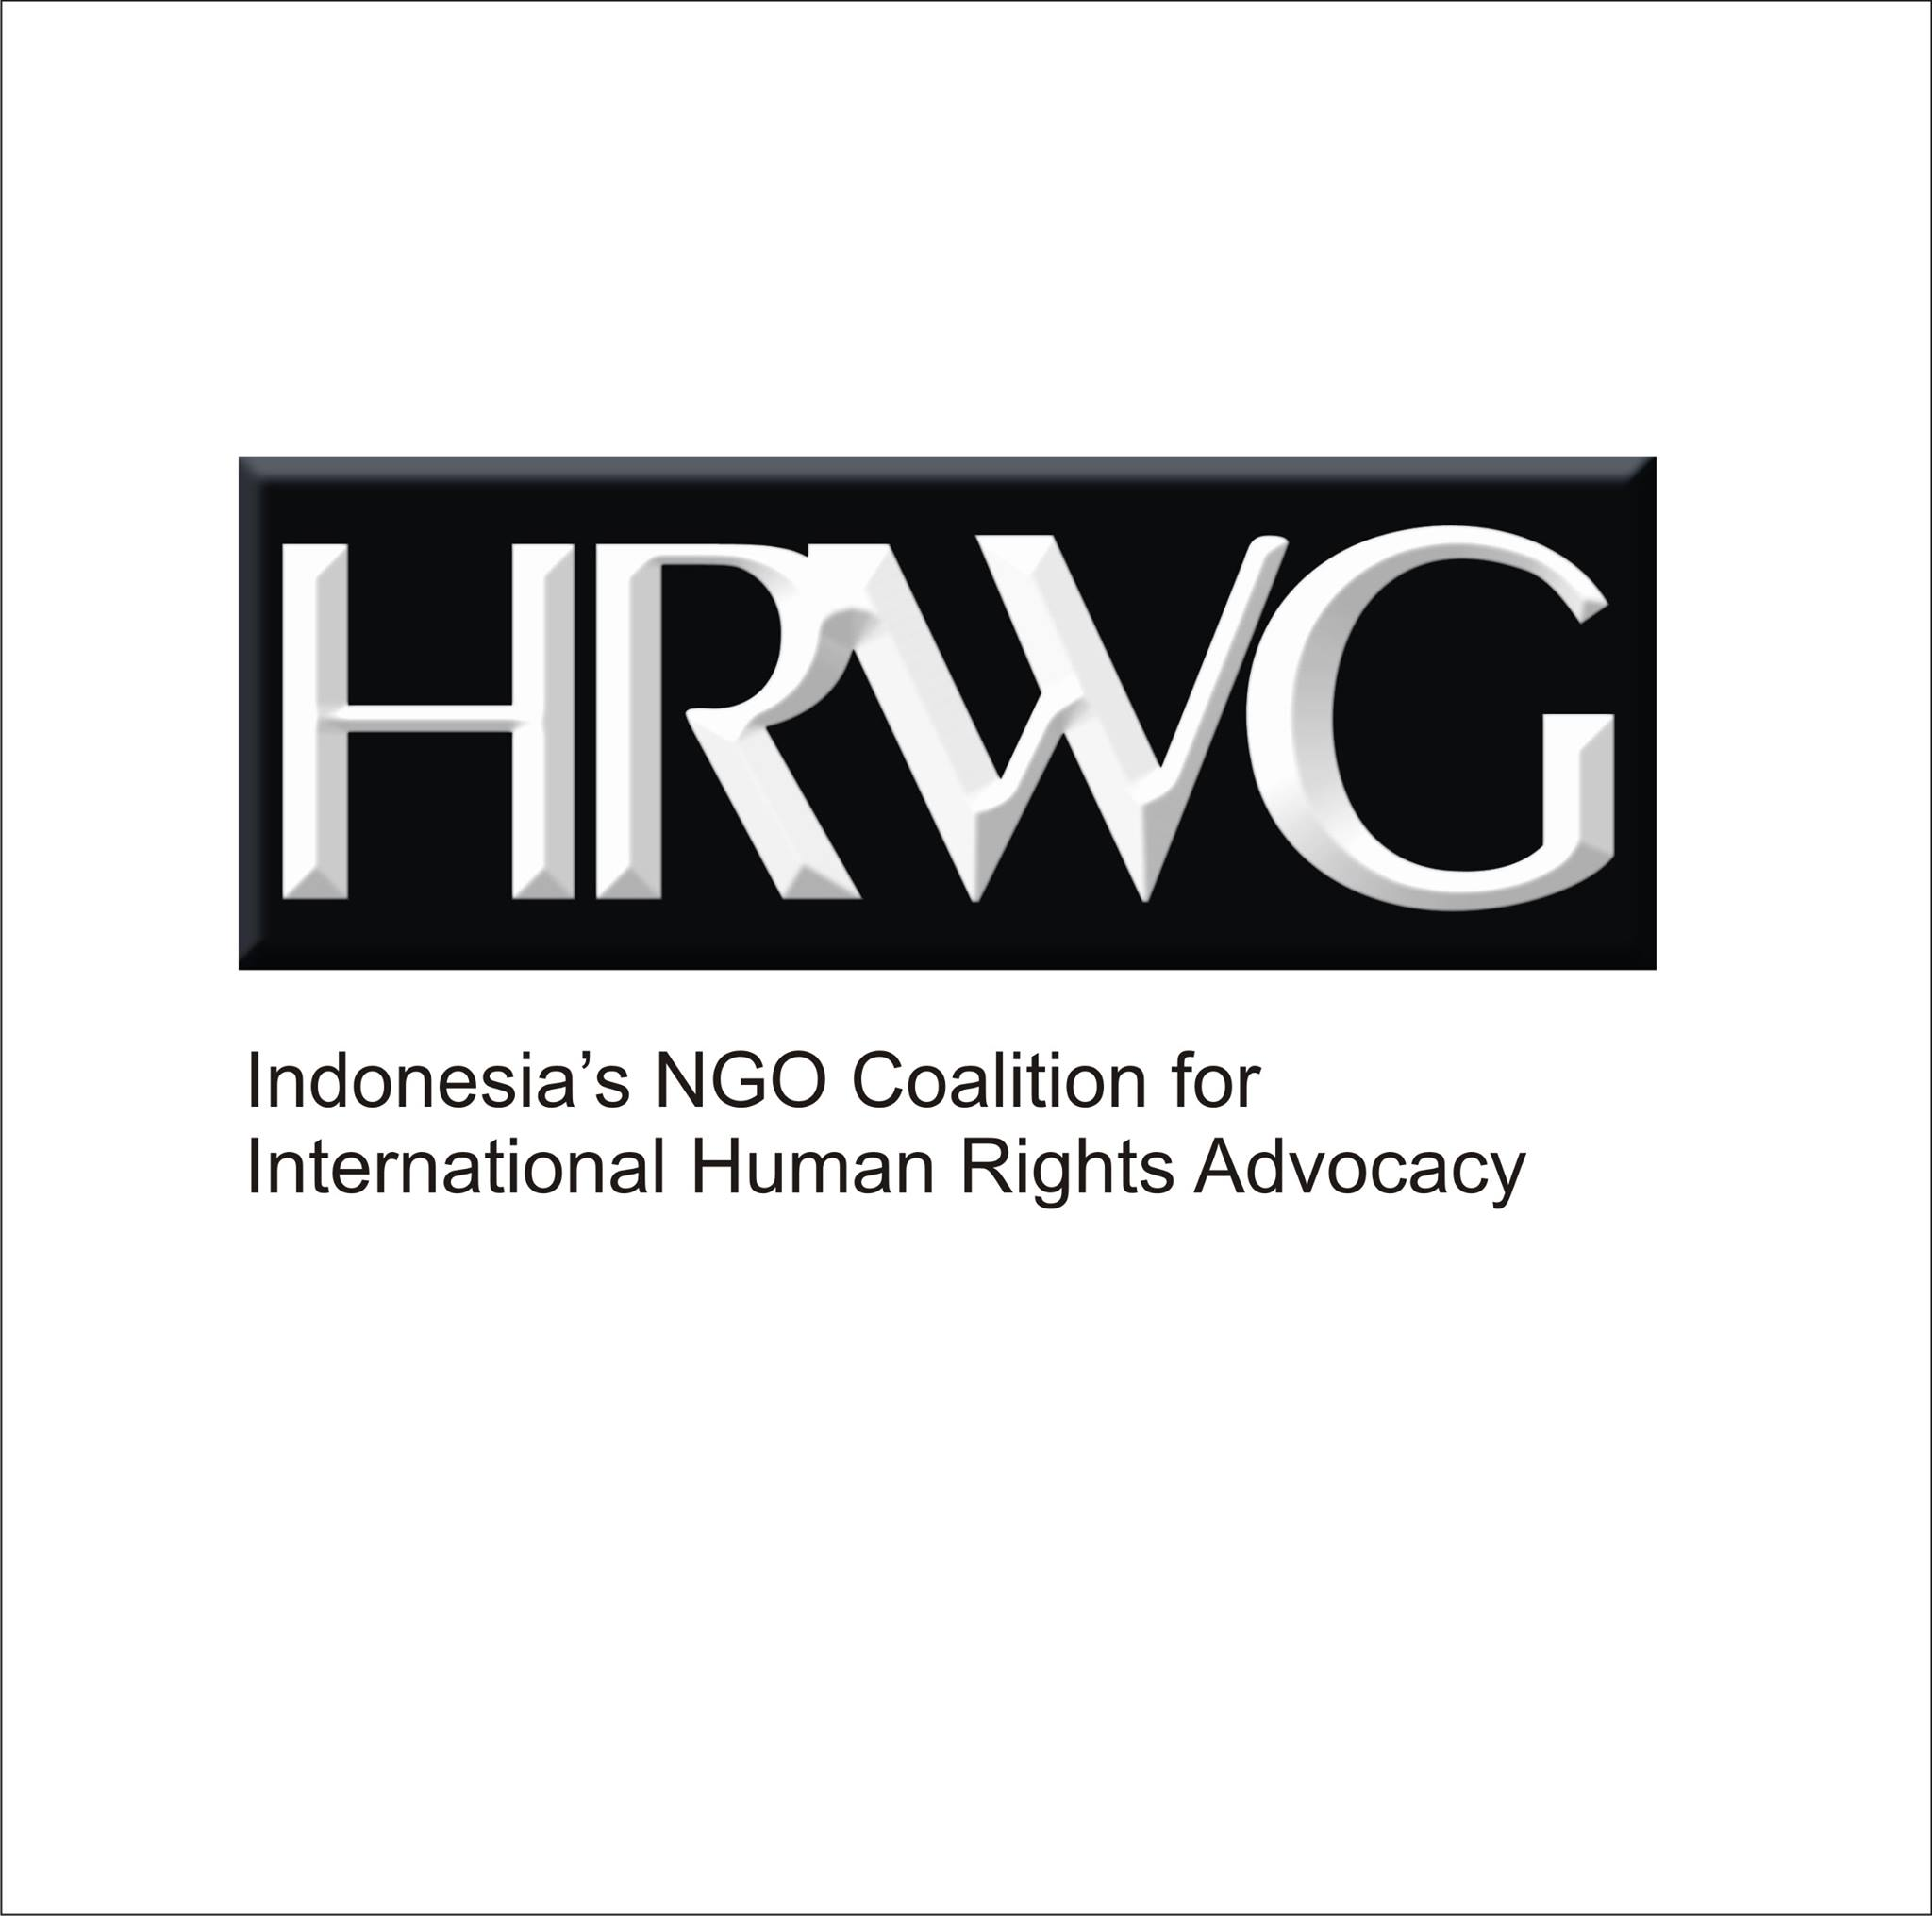 HRWG
Indonesia’s NGO Coalition for
International Human Rights Advocacy